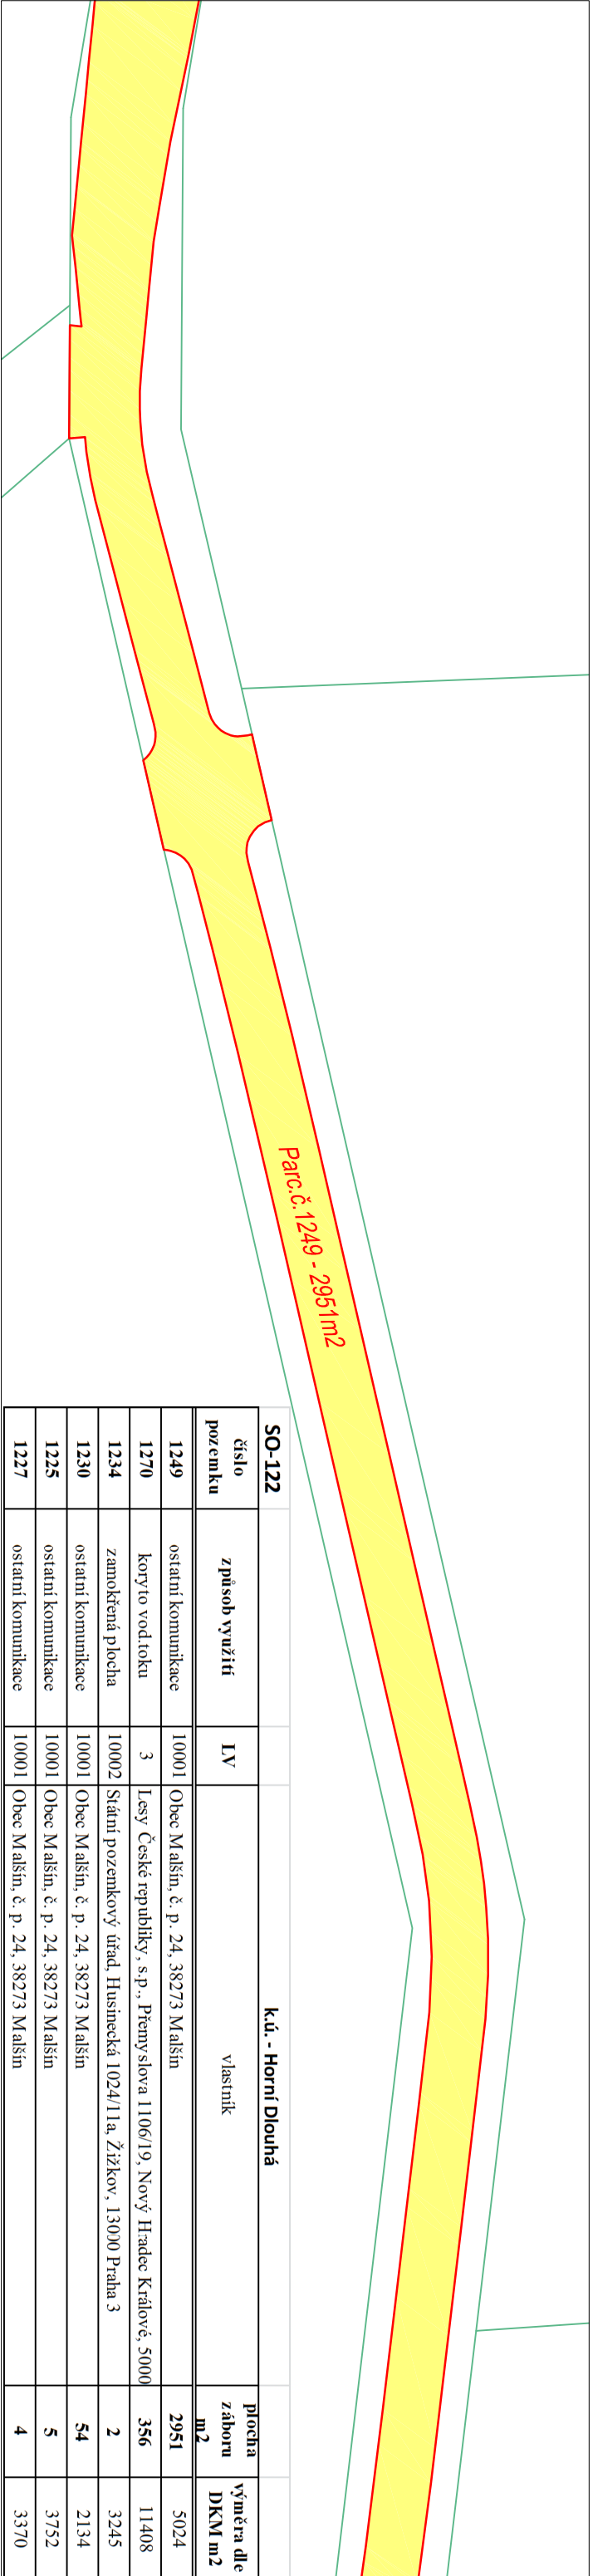 Parc.č.1249 - 2951m2
SO-122 k.ú. - Horní Dlouhá
číslo pozemku způsob využití LV vlastník plocha záboru m2 výměra dle DKM m2
1249 ostatní komunikace 10001 Obec Malšín, č. p. 24, 38273 Malšín 2951 5024
1270 koryto vod.toku 3 Lesy České republiky, s.p., Přemyslova 1106/19, Nový Hradec Králové, 5000 356 11408
1234 zamokřená plocha 10002 Státní pozemkový úřad, Husinecká 1024/11a, Žižkov, 13000 Praha 3 2 3245
1230 ostatní komunikace 10001 Obec Malšín, č. p. 24, 38273 Malšín 54 2134
1225 ostatní komunikace 10001 Obec Malšín, č. p. 24, 38273 Malšín 5 3752
1227 ostatní komunikace 10001 Obec Malšín, č. p. 24, 38273 Malšín 4 3370